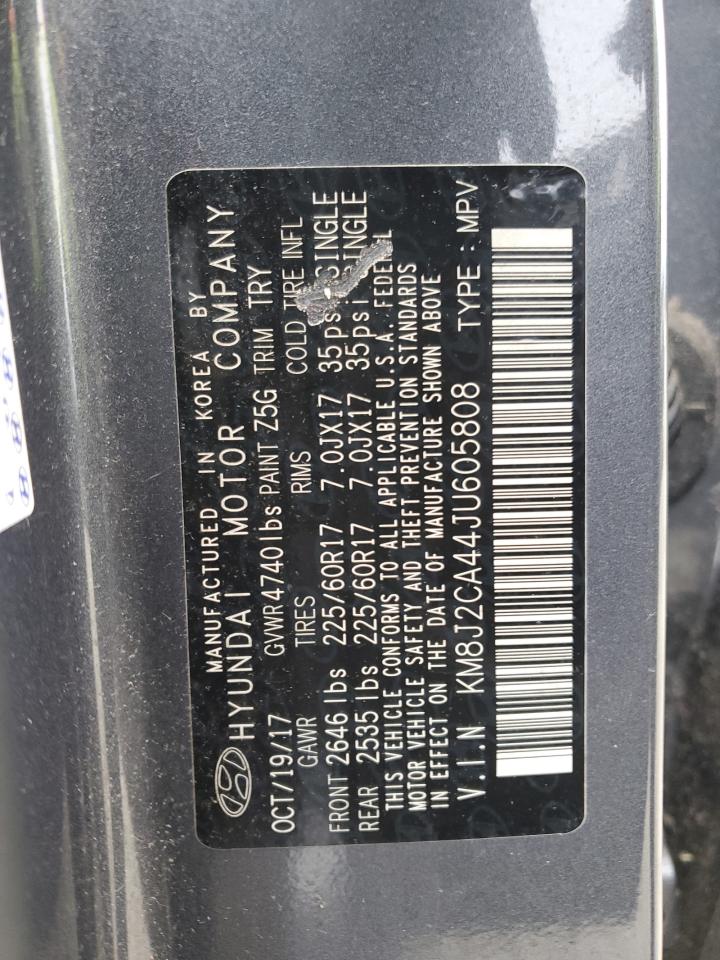 MANUFACTURED IN KOREA BY
HYUNDAI MOTOR COMPANY
OCT/19/17 GVWR4740lbs PAINT Z5G TRIM TRY
GAWR TIRES RIMS COLD TIRE INFL
FRONT 2646 lbs 225/60R17 7.0JX17 35psi SINGLE
REAR 2535 lbs 225/60R17 7.0JX17 35psi SINGLE
THIS VEHICLE CONFORMS TO ALL APPLICABLE U.S.A. FEDERAL
MOTOR VEHICLE SAFETY AND THEFT PREVENTION STANDARDS
IN EFFECT ON THE DATE OF MANUFACTURE SHOWN ABOVE.
V.I.N KM8J2CA44JU605808 TYPE : MPV